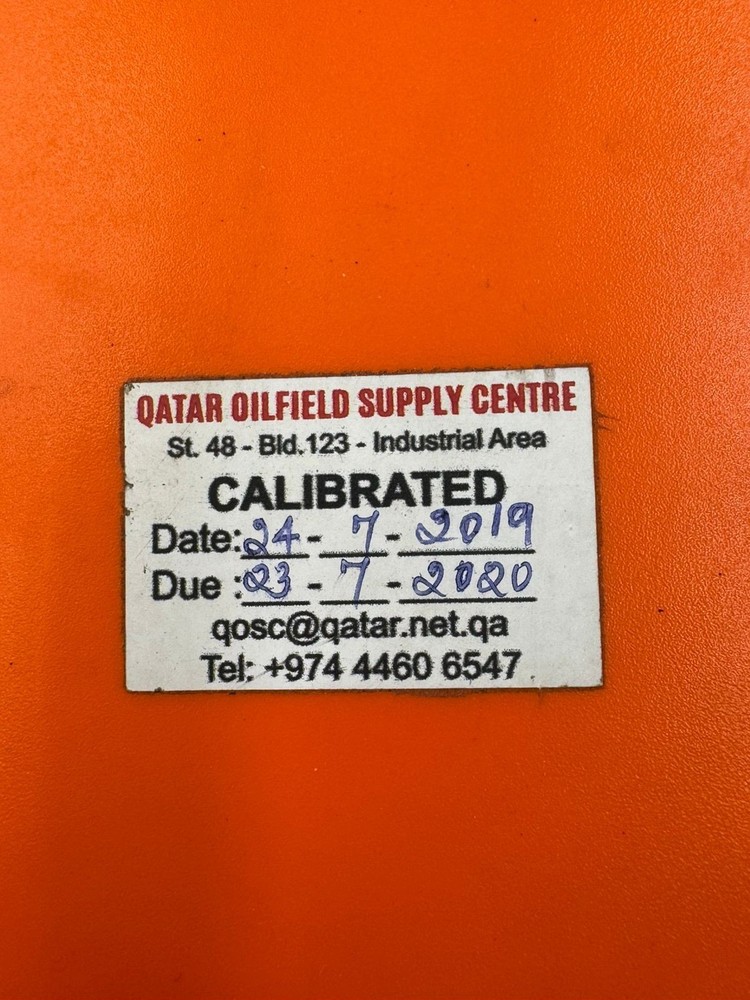 QATAR OILFIELD SUPPLY CENTRE
St. 48 - Bld.123 - Industrial Area
CALIBRATED
Date: 24 - 7 - 2019
Due : 23 - 7 - 2020
qosc@qatar.net.qa
Tel: +974 4460 6547